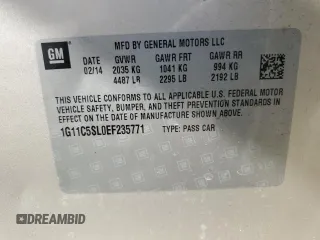 GM
MFD BY GENERAL MOTORS LLC
DATE GVWR GAWR FRT GAWR RR
02/14 2035 KG 1041 KG 994 KG
4487 LB 2295 LB 2192 LB
THIS VEHICLE CONFORMS TO ALL APPLICABLE U.S. FEDERAL MOTOR
VEHICLE SAFETY, BUMPER, AND THEFT PREVENTION STANDARDS
IN EFFECT ON THE DATE OF MANUFACTURE SHOWN ABOVE.
1G11C5SL0EF235771 TYPE: PASS CAR
DREAMBID